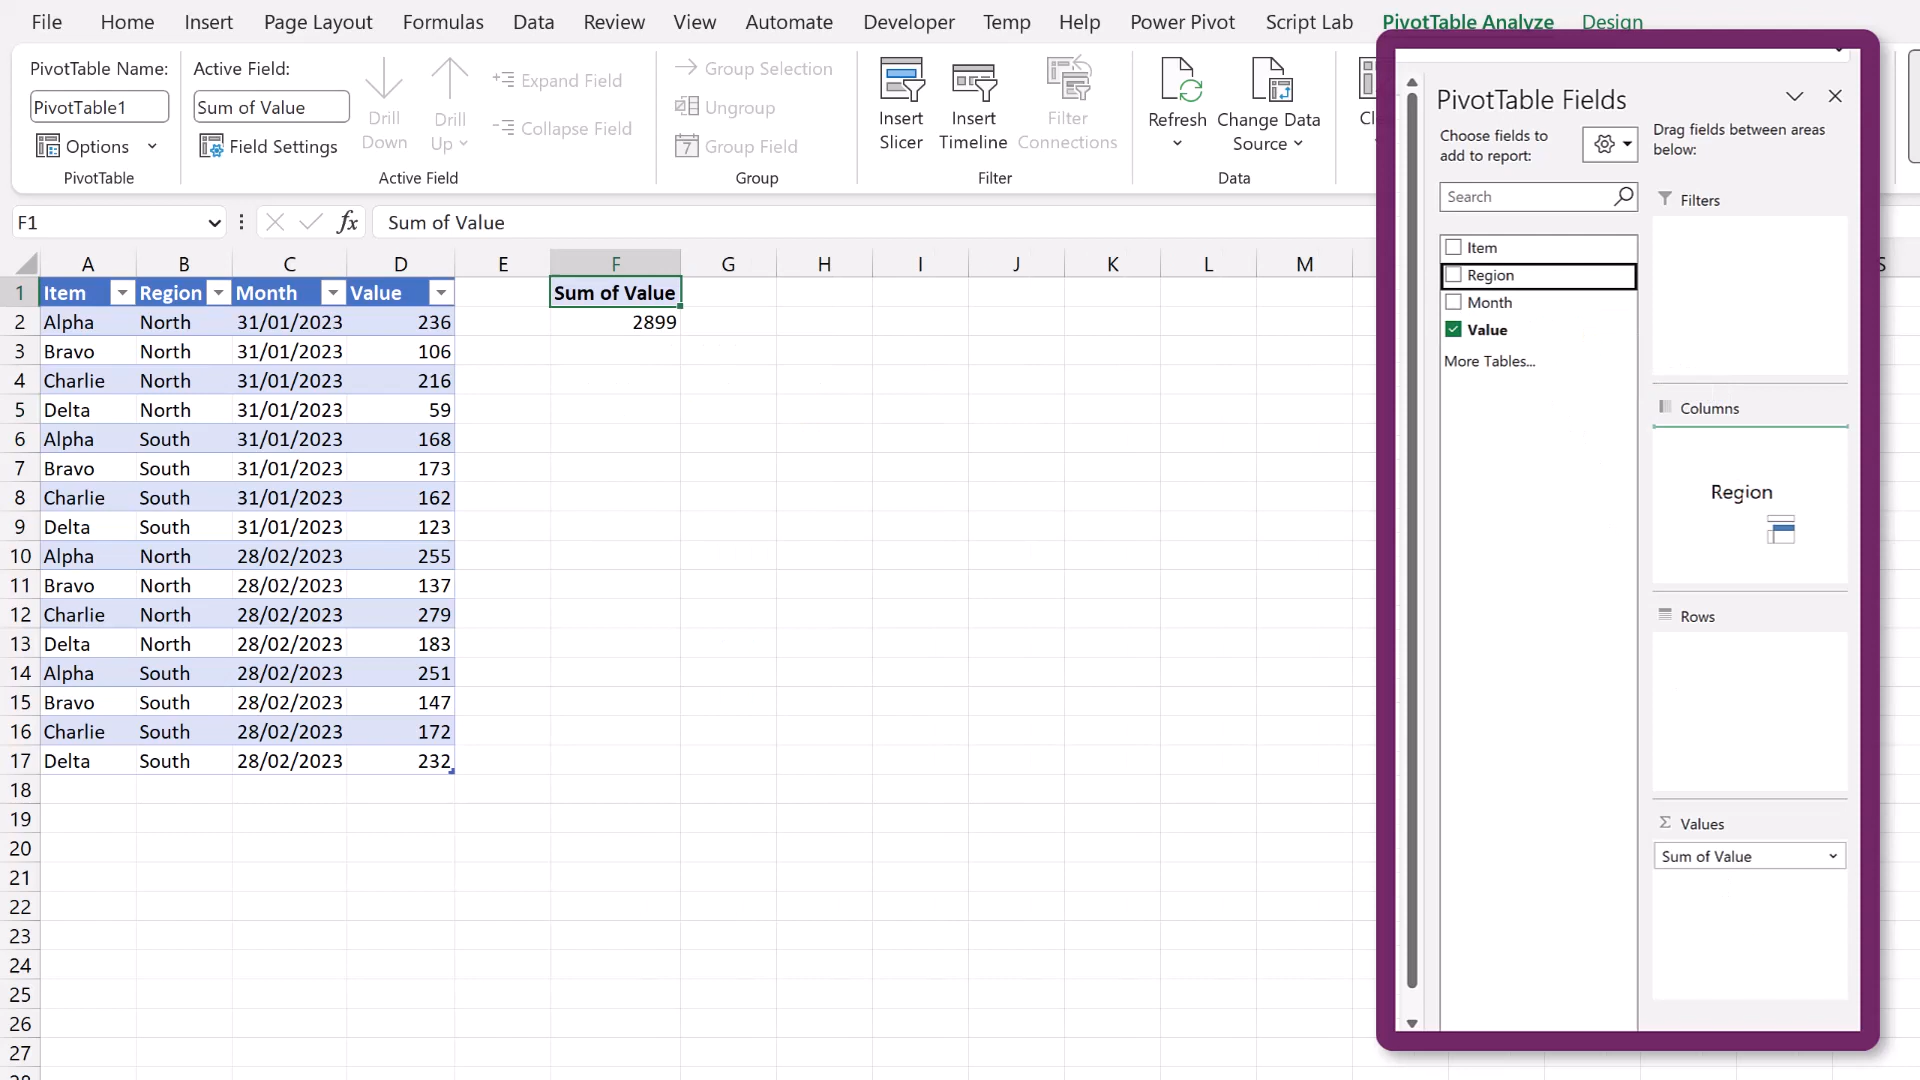 File Home Insert Page Layout Formulas Data Review View Automate Developer Temp Help Power Pivot Script Lab PivotTable Analyze Design
PivotTable Name:
PivotTable1
Options
PivotTable
Active Field:
Sum of Value
Field Settings
Drill Down
Drill Up
Expand Field
Collapse Field
Active Field
Group Selection
Ungroup
7 Group Field
Group
Insert Slicer
Insert Timeline
Filter Connections
Filter
Refresh
Change Data Source
Data
F1 fx Sum of Value
A B C D E F G H I J K L M S
1 Item Region Month Value Sum of Value
2 Alpha North 31/01/2023 236 2899
3 Bravo North 31/01/2023 106
4 Charlie North 31/01/2023 216
5 Delta North 31/01/2023 59
6 Alpha South 31/01/2023 168
7 Bravo South 31/01/2023 173
8 Charlie South 31/01/2023 162
9 Delta South 31/01/2023 123
10 Alpha North 28/02/2023 255
11 Bravo North 28/02/2023 137
12 Charlie North 28/02/2023 279
13 Delta North 28/02/2023 183
14 Alpha South 28/02/2023 251
15 Bravo South 28/02/2023 147
16 Charlie South 28/02/2023 172
17 Delta South 28/02/2023 232
18
19
20
21
22
23
24
25
26
27
PivotTable Fields
Choose fields to
add to report:
Search
Item
Region
Month
Value
More Tables...
Drag fields between areas
below:
Filters
Columns
Region
Rows
Σ Values
Sum of Value